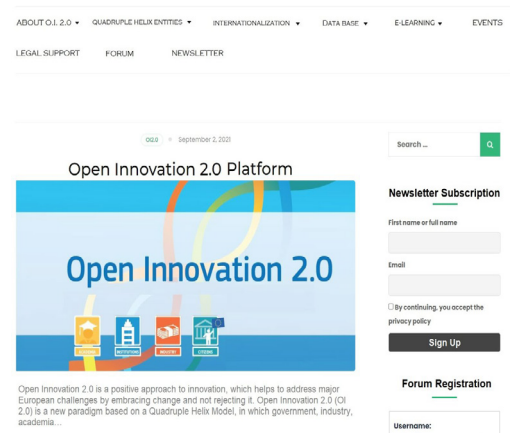 ABOUT O.I. 2.0 QUADRUPLE HELIX ENTITIES INTERNATIONALIZATION DATA BASE E-LEARNING EVENTS
LEGAL SUPPORT FORUM NEWSLETTER
OI2.0 September 2, 2021
Open Innovation 2.0 Platform
Open Innovation 2.0
INSTITUTIONS INDUSTRY CITIZENS
Open Innovation 2.0 is a positive approach to innovation, which helps to address major
European challenges by embracing change and not rejecting it. Open Innovation 2.0 (OI
2.0) is a new paradigm based on a Quadruple Helix Model, in which government, industry,
academia...
Search ...
Newsletter Subscription
First name or full name
Email
By continuing, you accept the
privacy policy
Sign Up
Forum Registration
Username: